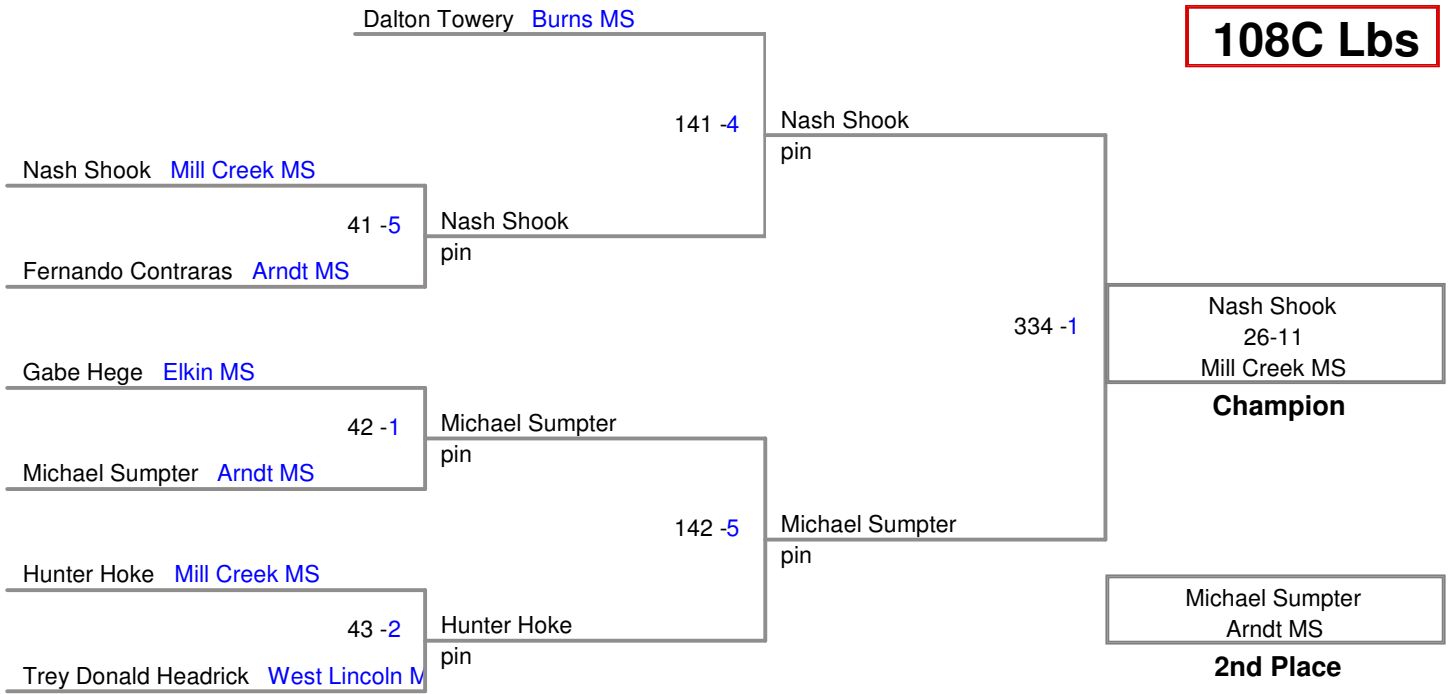 Dalton Towery Burns MS
108C Lbs
141 -4
Nash Shook
pin
Nash Shook Mill Creek MS
41 -5
Nash Shook
pin
Fernando Contraras Arndt MS
334 -1
Nash Shook
26-11
Mill Creek MS
Champion
Gabe Hege Elkin MS
42 -1
Michael Sumpter
pin
Michael Sumpter Arndt MS
142 -5
Michael Sumpter
pin
Hunter Hoke Mill Creek MS
43 -2
Hunter Hoke
pin
Trey Donald Headrick West Lincoln M
Michael Sumpter
Arndt MS
2nd Place